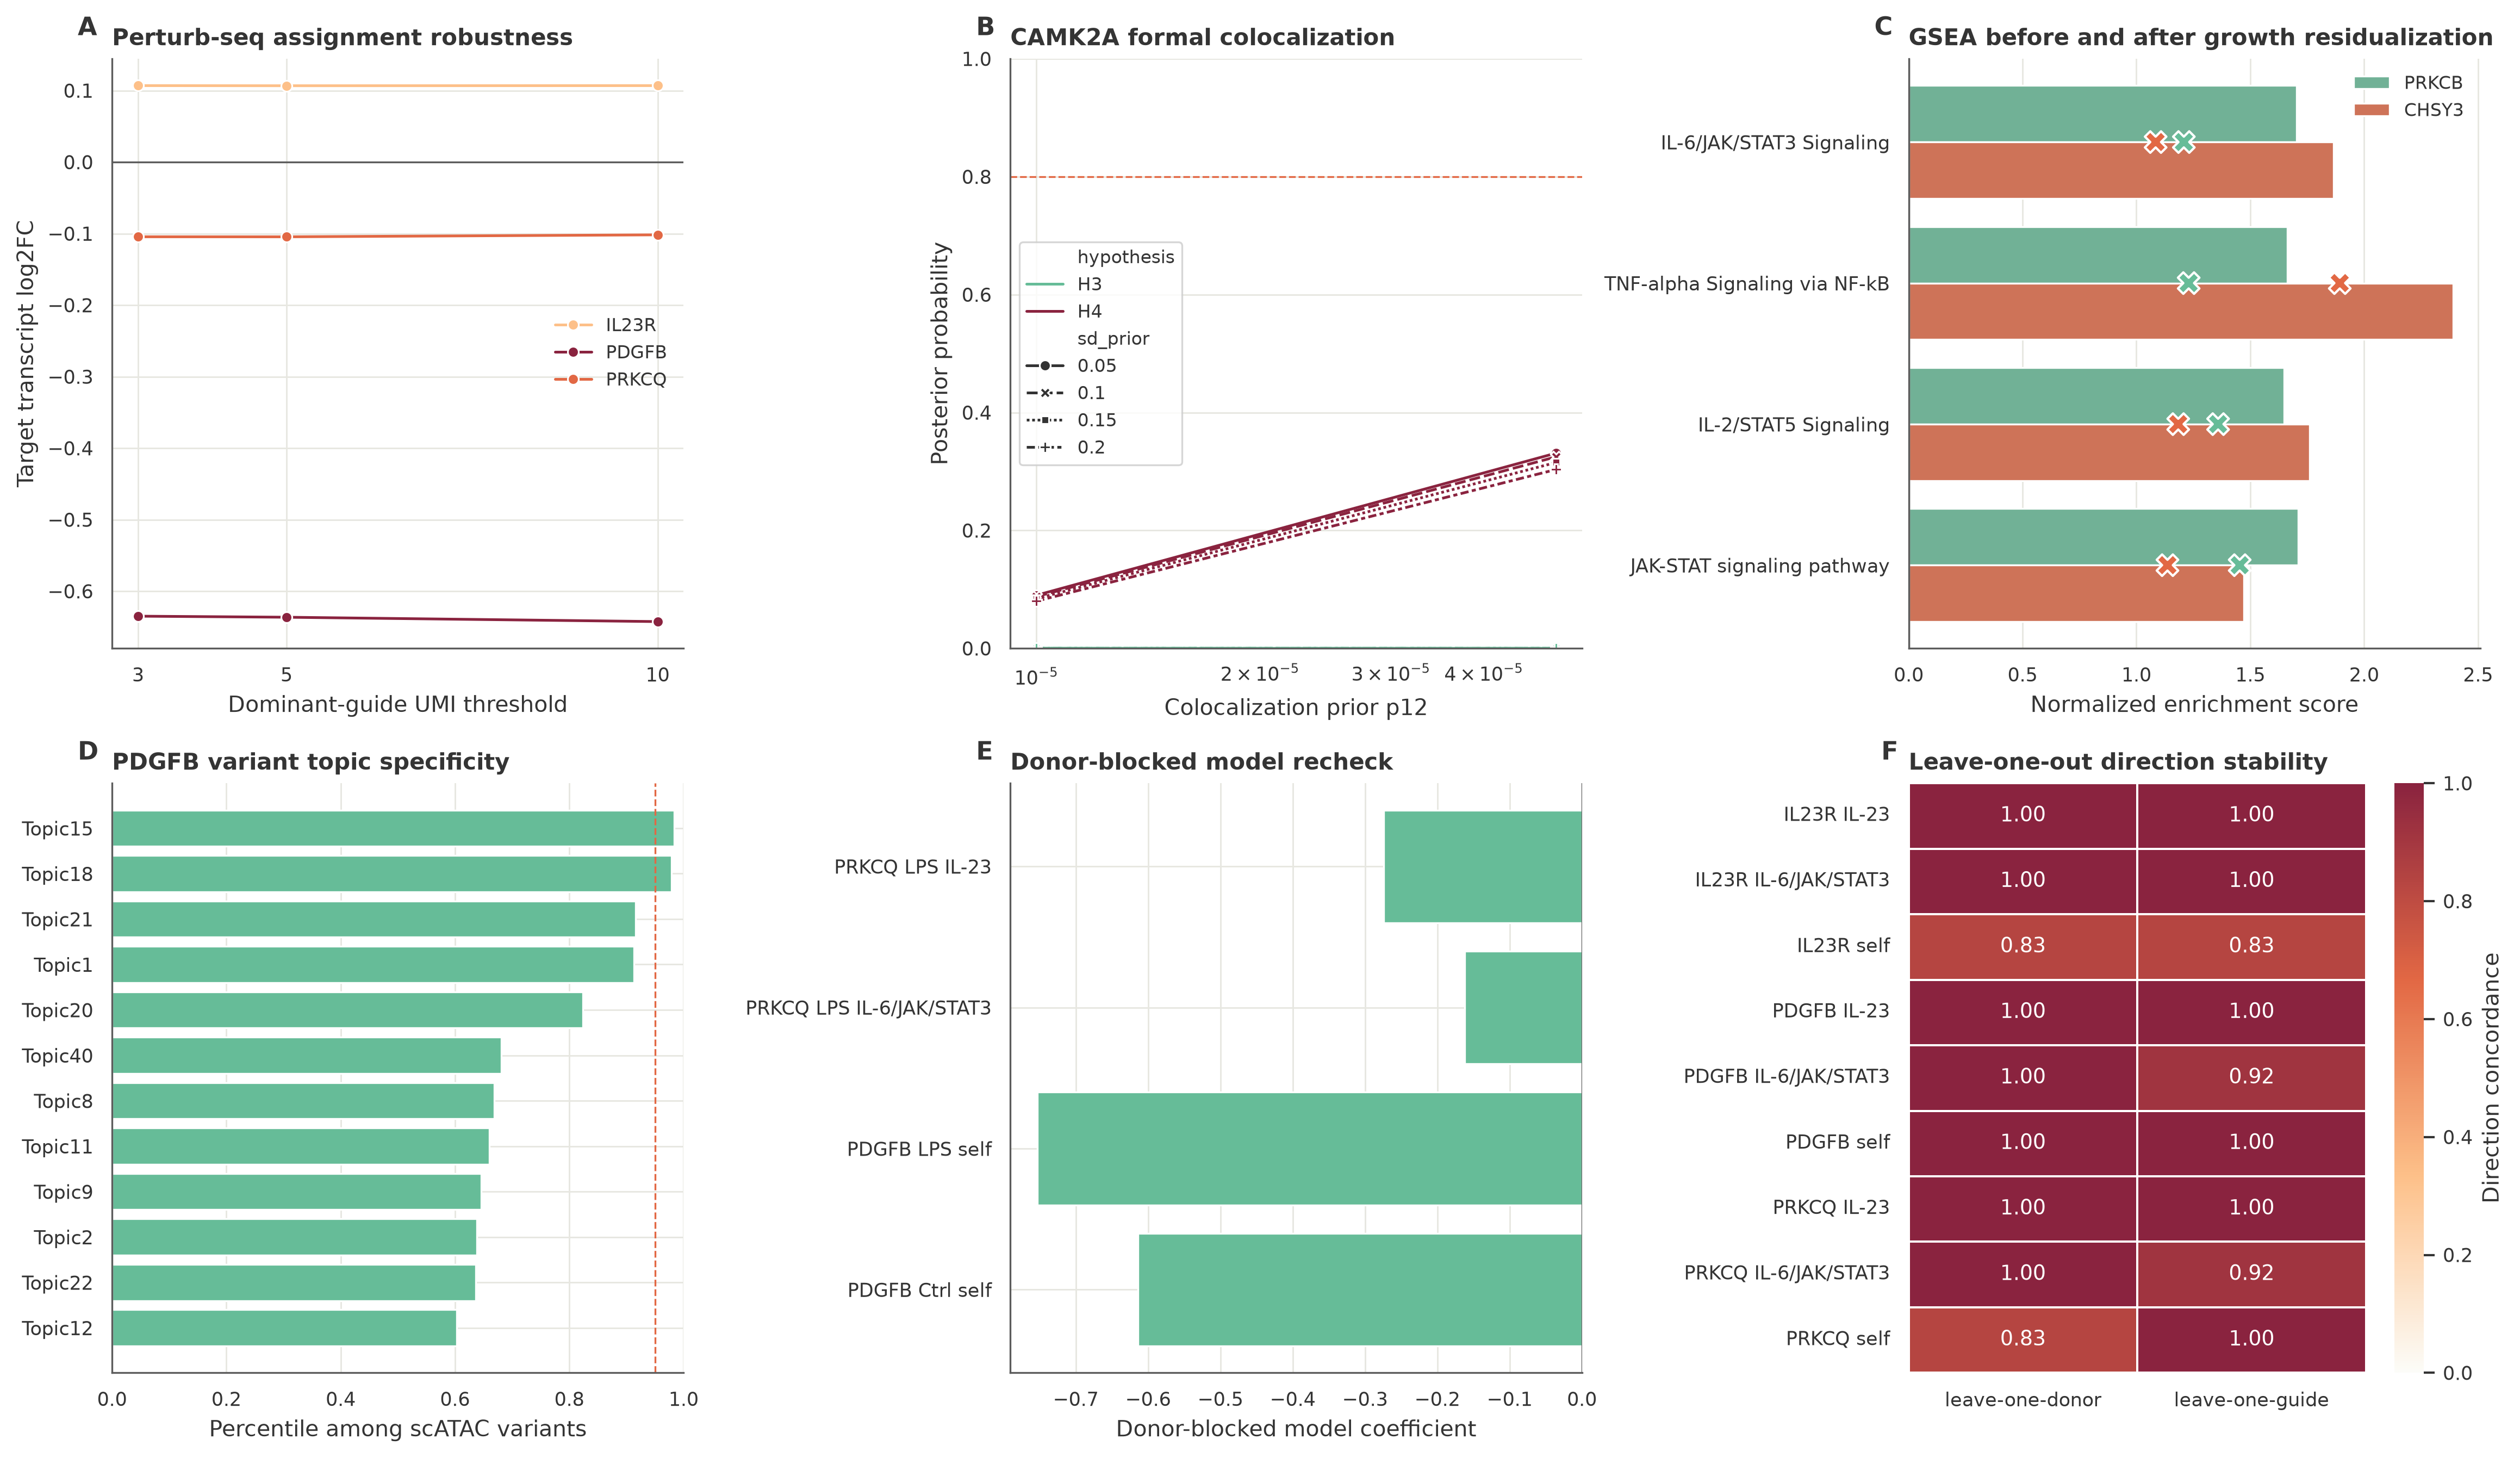 A
Perturb-seq assignment robustness
0.1
0.0
−0.1
−0.2
−0.3
−0.4
−0.5
−0.6
Target transcript log2FC
IL23R
PDGFB
PRKCQ
3
5
10
Dominant-guide UMI threshold
B
CAMK2A formal colocalization
1.0
0.8
0.6
0.4
0.2
0.0
Posterior probability
hypothesis
H3
H4
sd_prior
0.05
0.1
0.15
0.2
10⁻⁵
2 × 10⁻⁵
3 × 10⁻⁵
4 × 10⁻⁵
Colocalization prior p12
C
GSEA before and after growth residualization
PRKCB
CHSY3
IL-6/JAK/STAT3 Signaling
TNF-alpha Signaling via NF-kB
IL-2/STAT5 Signaling
JAK-STAT signaling pathway
0.0
0.5
1.0
1.5
2.0
2.5
Normalized enrichment score
D
PDGFB variant topic specificity
Topic15
Topic18
Topic21
Topic1
Topic20
Topic40
Topic8
Topic11
Topic9
Topic2
Topic22
Topic12
0.0
0.2
0.4
0.6
0.8
1.0
Percentile among scATAC variants
E
Donor-blocked model recheck
PRKCQ LPS IL-23
PRKCQ LPS IL-6/JAK/STAT3
PDGFB LPS self
PDGFB Ctrl self
−0.7
−0.6
−0.5
−0.4
−0.3
−0.2
−0.1
0.0
Donor-blocked model coefficient
F
Leave-one-out direction stability
IL23R IL-23 1.00 1.00
IL23R IL-6/JAK/STAT3 1.00 1.00
IL23R self 0.83 0.83
PDGFB IL-23 1.00 1.00
PDGFB IL-6/JAK/STAT3 1.00 0.92
PDGFB self 1.00 1.00
PRKCQ IL-23 1.00 1.00
PRKCQ IL-6/JAK/STAT3 1.00 0.92
PRKCQ self 0.83 1.00
leave-one-donor
leave-one-guide
1.0
0.8
0.6
0.4
0.2
0.0
Direction concordance